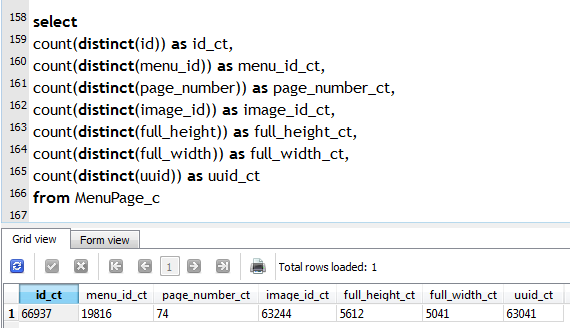 158 select
159 count(distinct(id)) as id_ct,
160 count(distinct(menu_id)) as menu_id_ct,
161 count(distinct(page_number)) as page_number_ct,
162 count(distinct(image_id)) as image_id_ct,
163 count(distinct(full_height)) as full_height_ct,
164 count(distinct(full_width)) as full_width_ct,
165 count(distinct(uuid)) as uuid_ct
166 from MenuPage_c
167
Grid view Form view
1 Total rows loaded: 1
id_ct menu_id_ct page_number_ct image_id_ct full_height_ct full_width_ct uuid_ct
1 66937 19816 74 63244 5612 5041 63041